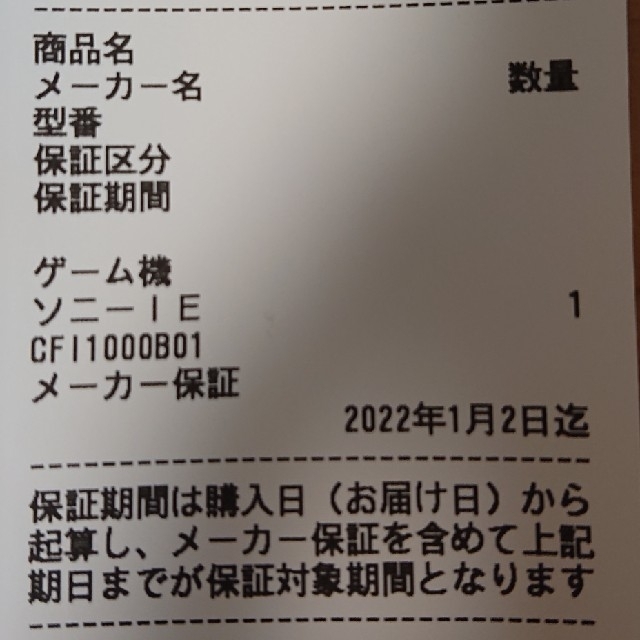 商品名
メーカー名 数量
型番
保証区分
保証期間
ゲーム機
ソニーIE 1
CFI1000B01
メーカー保証
2022年1月2日迄
保証期間は購入日（お届け日）から
起算し、メーカー保証を含めて上記
期日までが保証対象期間となります